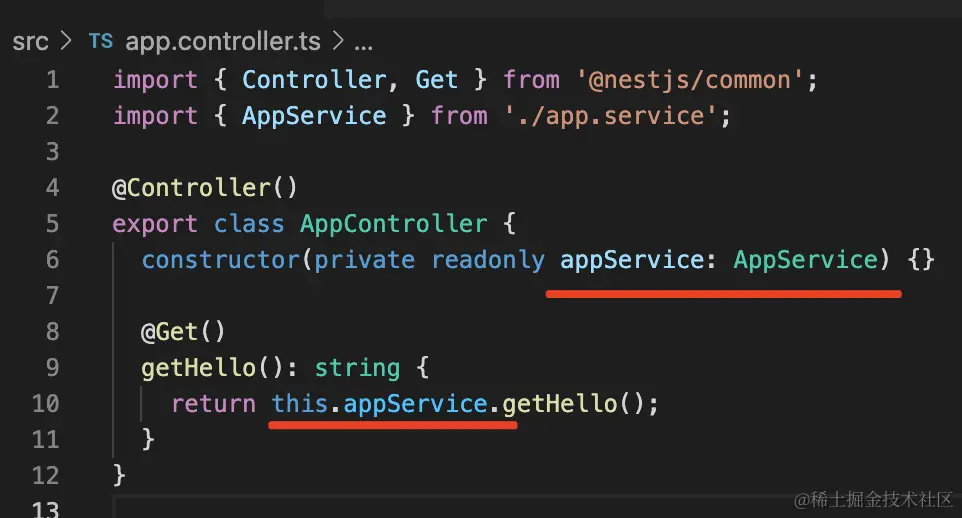 src > TS app.controller.ts > ...
1 import { Controller, Get } from '@nestjs/common';
2 import { AppService } from './app.service';
3
4 @Controller()
5 export class AppController {
6   constructor(private readonly appService: AppService) {}
7
8   @Get()
9   getHello(): string {
10     return this.appService.getHello();
11   }
12 }
13
@稀土掘金技术社区